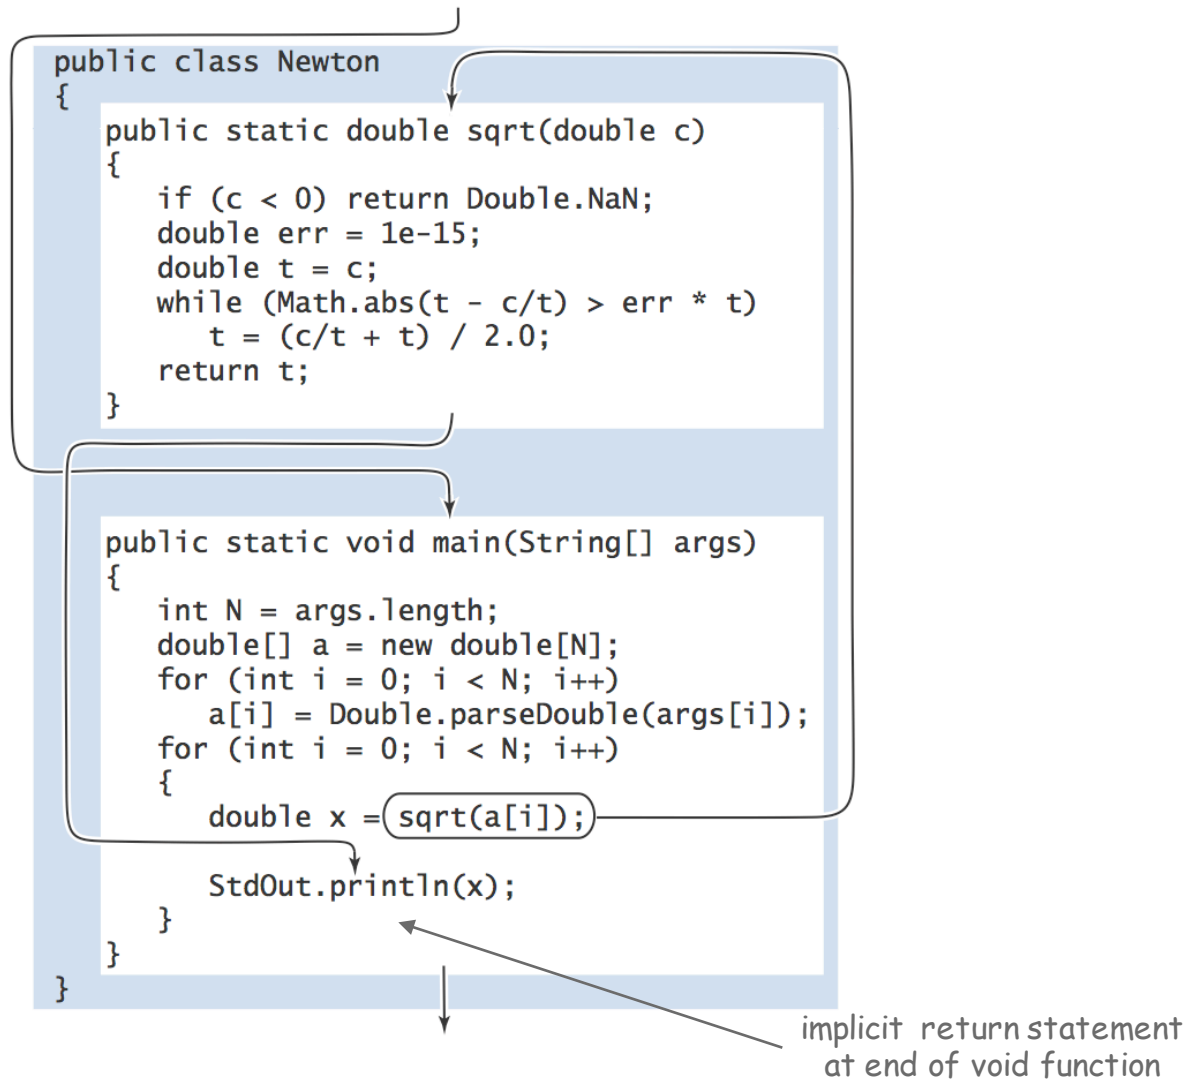 public class Newton
{
public static double sqrt(double c)
{
if (c < 0) return Double.NaN;
double err = 1e-15;
double t = c;
while (Math.abs(t - c/t) > err * t)
t = (c/t + t) / 2.0;
return t;
}
public static void main(String[] args)
{
int N = args.length;
double[] a = new double[N];
for (int i = 0; i < N; i++)
a[i] = Double.parseDouble(args[i]);
for (int i = 0; i < N; i++)
{
double x = sqrt(a[i]);
StdOut.println(x);
}
}
}
implicit return statement
at end of void function